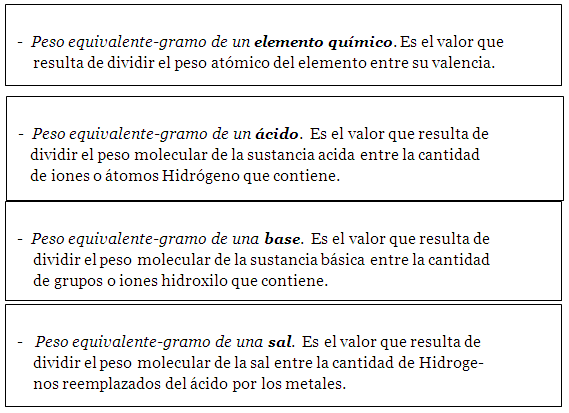 - Peso equivalente-gramo de un elemento químico. Es el valor que
resulta de dividir el peso atómico del elemento entre su valencia.
- Peso equivalente-gramo de un ácido. Es el valor que resulta de
dividir el peso molecular de la sustancia acida entre la cantidad
de iones o átomos Hidrógeno que contiene.
- Peso equivalente-gramo de una base. Es el valor que resulta de
dividir el peso molecular de la sustancia básica entre la cantidad
de grupos o iones hidroxilo que contiene.
- Peso equivalente-gramo de una sal. Es el valor que resulta de
dividir el peso molecular de la sal entre la cantidad de Hidroge-
nos reemplazados del ácido por los metales.